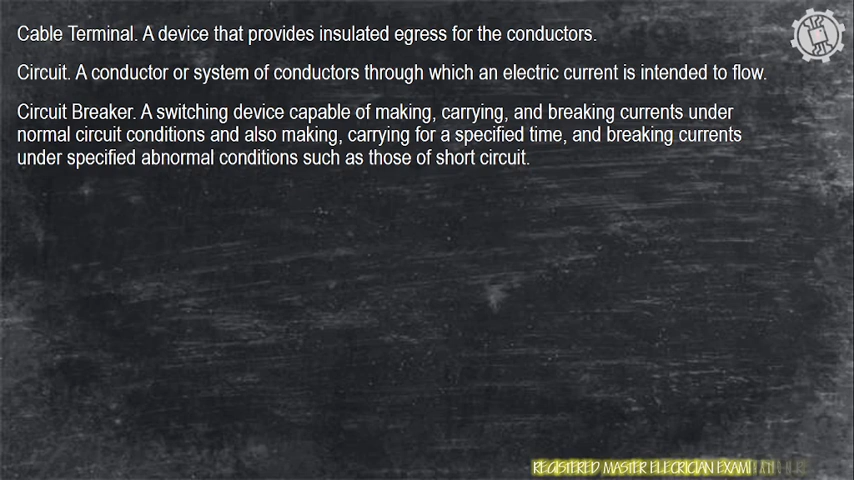 Cable Terminal. A device that provides insulated egress for the conductors.
Circuit. A conductor or system of conductors through which an electric current is intended to flow.
Circuit Breaker. A switching device capable of making, carrying, and breaking currents under
normal circuit conditions and also making, carrying for a specified time, and breaking currents
under specified abnormal conditions such as those of short circuit.
REGISTERED MASTER ELECRICIAN EXAMI